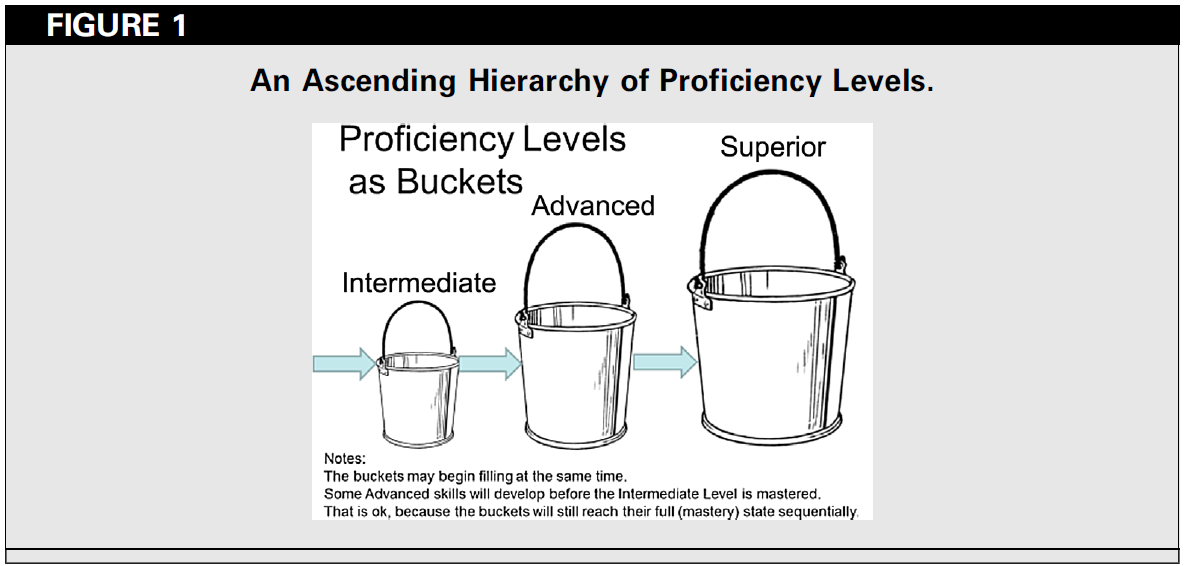 FIGURE 1
An Ascending Hierarchy of Proficiency Levels.
Proficiency Levels
as Buckets
Superior
Advanced
Intermediate
Notes:
The buckets may begin filling at the same time.
Some Advanced skills will develop before the Intermediate Level is mastered.
That is ok, because the buckets will still reach their full (mastery) state sequentially.